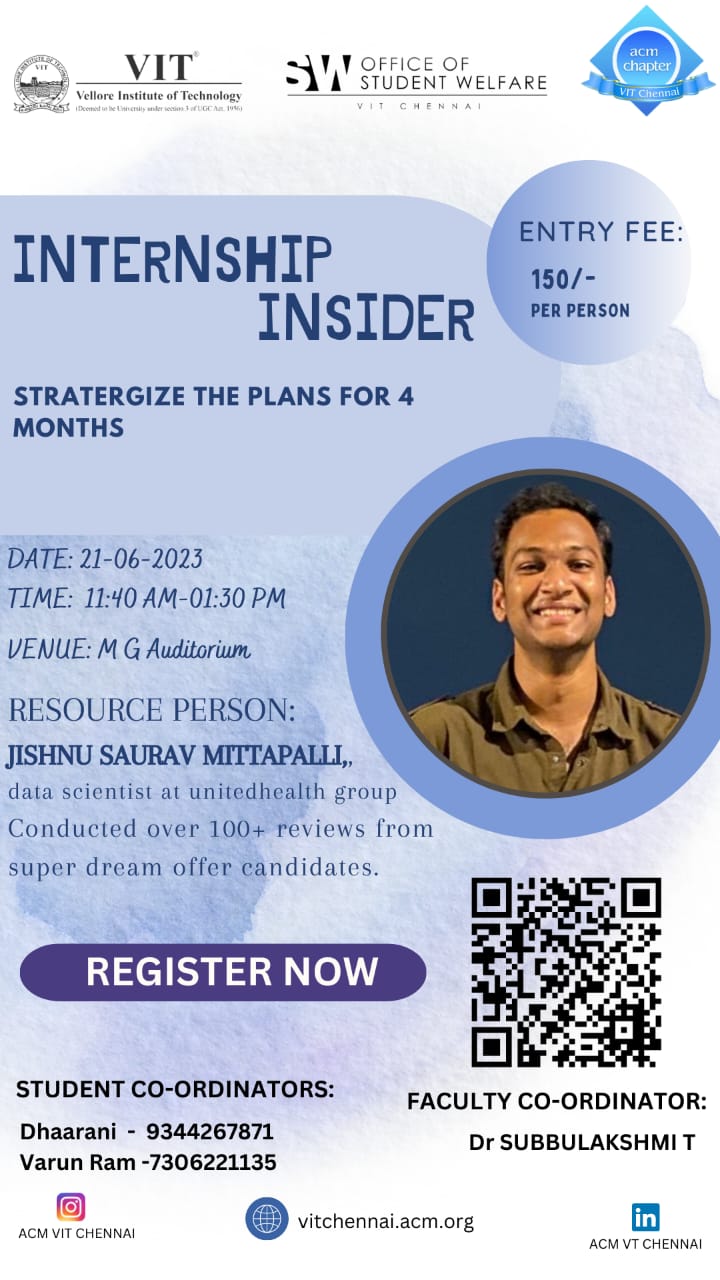 VIT®
Vellore Institute of Technology
(Deemed to be University under section 3 of UGC Act, 1956)
VIT
SW OFFICE OF
STUDENT WELFARE
VIT CHENNAI
acm
chapter
VIT Chennai
INTERNSHIP
INSIDER
ENTRY FEE:
150/-
PER PERSON
STRATERGIZE THE PLANS FOR 4
MONTHS
DATE: 21-06-2023
TIME: 11:40 AM-01:30 PM
VENUE: M G Auditorium
RESOURCE PERSON:
JISHNU SAURAV MITTAPALLI,,
data scientist at unitedhealth group
Conducted over 100+ reviews from
super dream offer candidates.
REGISTER NOW
STUDENT CO-ORDINATORS:
Dhaarani - 9344267871
Varun Ram -7306221135
FACULTY CO-ORDINATOR:
Dr SUBBULAKSHMI T
ACM VIT CHENNAI
vitchennai.acm.org
in
ACM VT CHENNAI